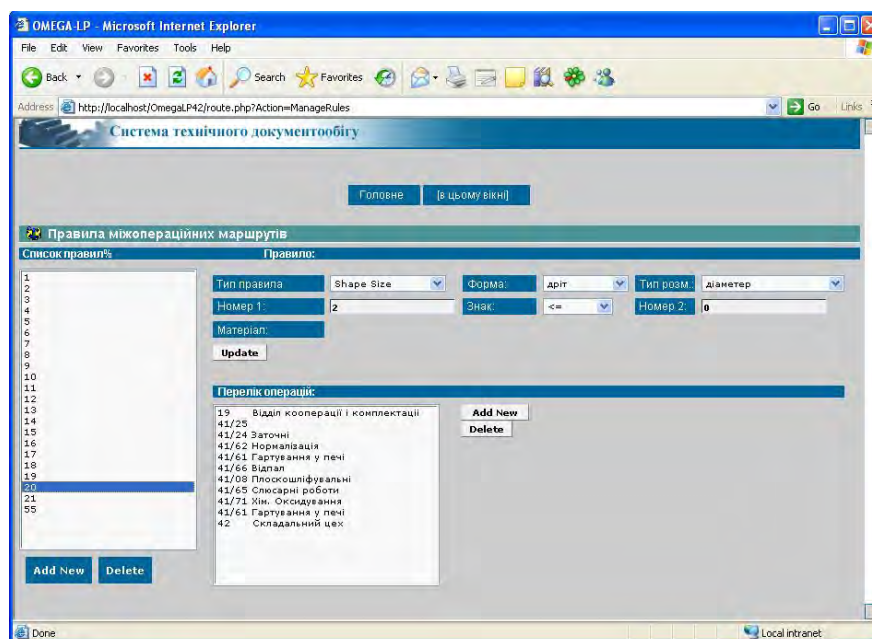 OMEGA-LP - Microsoft Internet Explorer
File Edit View Favorites Tools Help
Back Search Favorites
Address http://localhost/OmegaLP42/route.php?Action=ManageRules Go Links
Система технічного документообігу
Головне [в цьому вікні]
Правила міжопераційних маршрутів
Список правил% Правило:
1
2
3
4
5
6
7
8
9
10
11
12
13
14
15
16
17
18
19
20
21
55
Add New Delete
Тип правила Shape Size Форма: дріт Тип розм.: діаметер
Номер 1: 2 Знак: <= Номер 2: 0
Матеріал:
Update
Перелік операцій:
19 Відділ кооперації і комплектації
41/25
41/24 Заточні
41/62 Нормалізація
41/61 Гартування у печі
41/66 Відпал
41/08 Плоскошліфувальні
41/65 Слюсарні роботи
41/71 Хім. Оксидування
41/61 Гартування у печі
42 Складальний цех
Add New
Delete
Done Local intranet